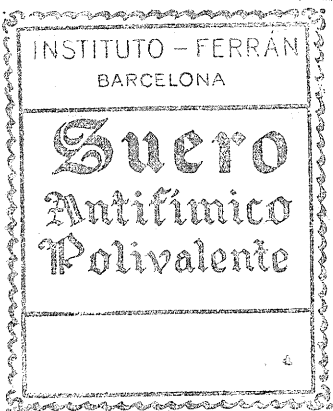 INSTITUTO – FERRÁN
BARCELONA
Suero
Antifímico
Polivalente